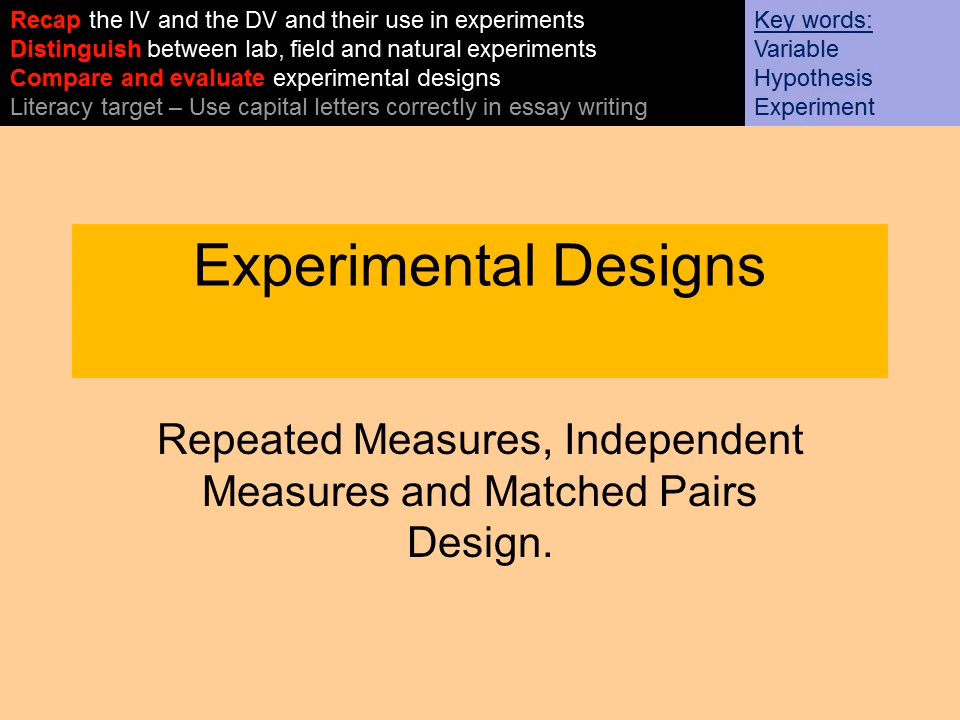 Recap the IV and the DV and their use in experiments
Distinguish between lab, field and natural experiments
Compare and evaluate experimental designs
Literacy target – Use capital letters correctly in essay writing
Key words:
Variable
Hypothesis
Experiment
Experimental Designs
Repeated Measures, Independent
Measures and Matched Pairs
Design.